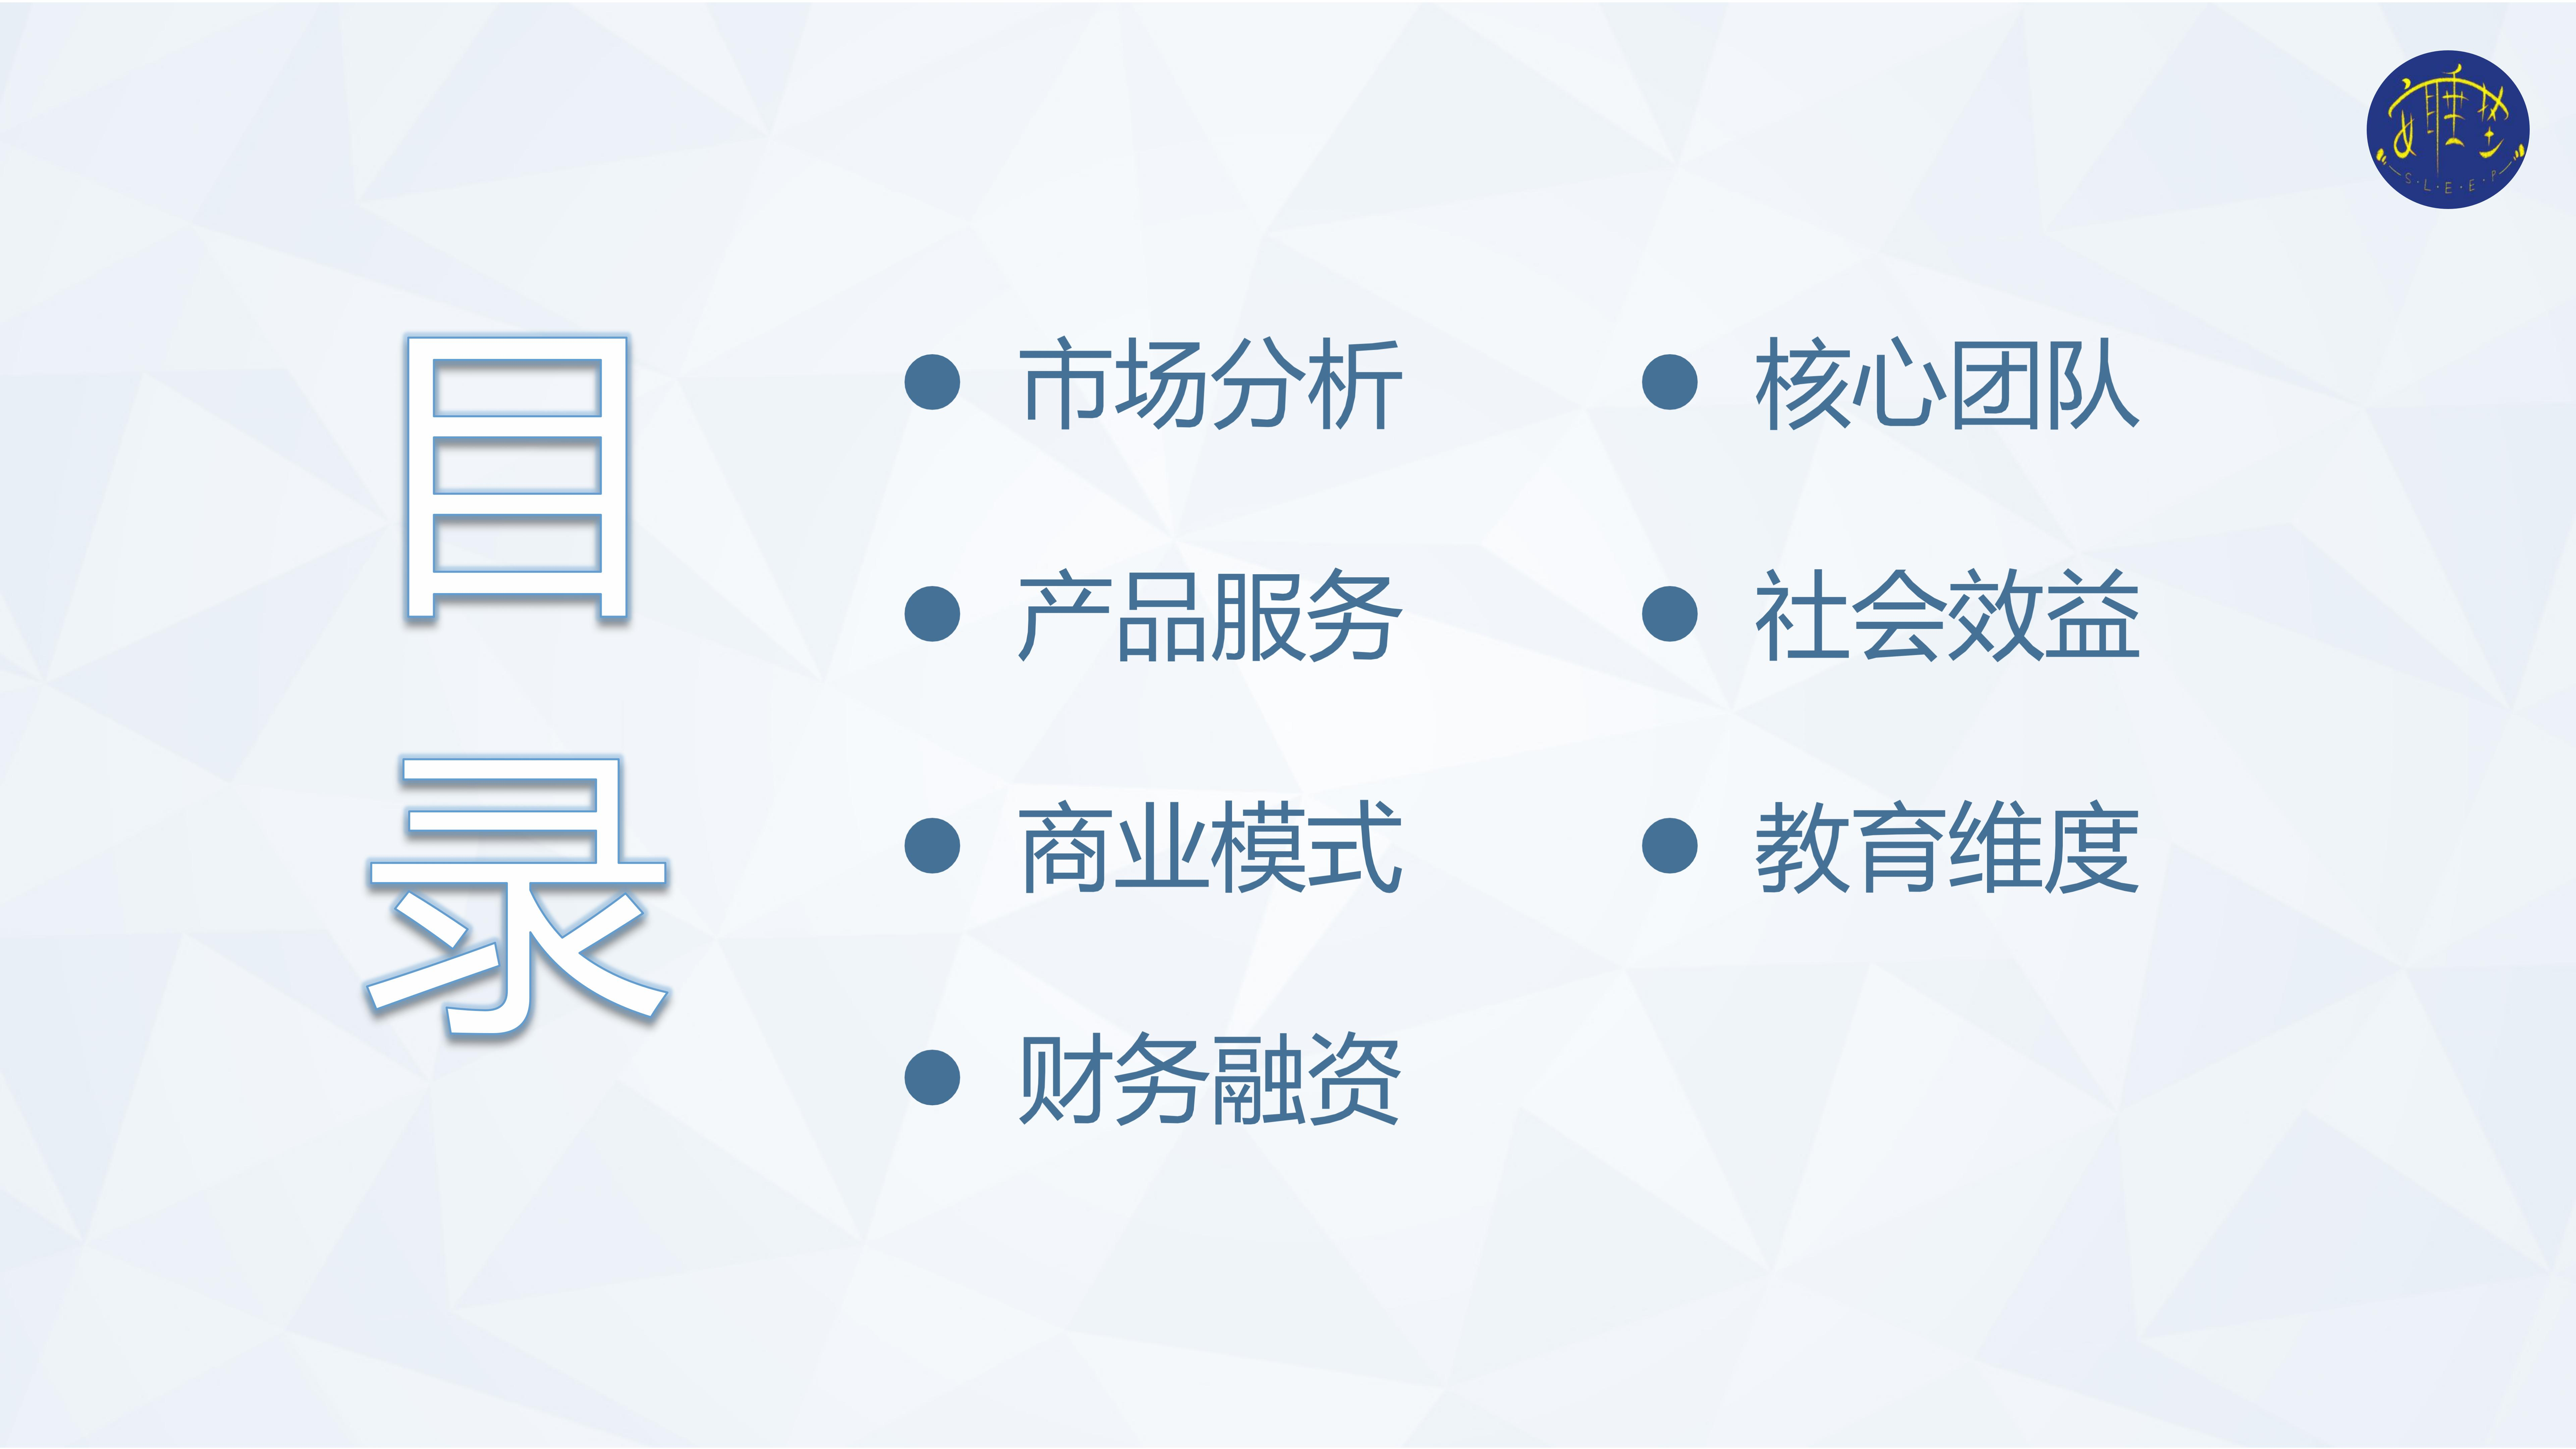 目
录
市场分析
产品服务
商业模式
财务融资
核心团队
社会效益
教育维度
S·L·E·E·P